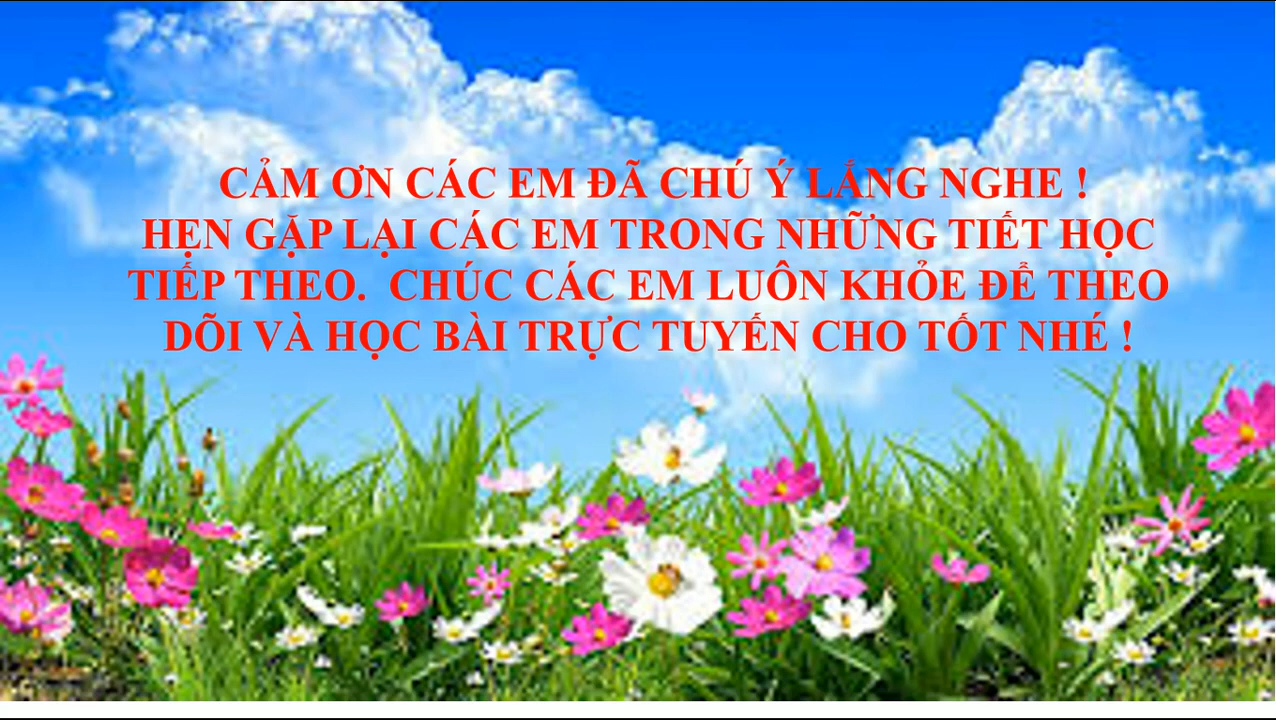 CẢM ƠN CÁC EM ĐÃ CHÚ Ý LẮNG NGHE !
HẸN GẶP LẠI CÁC EM TRONG NHỮNG TIẾT HỌC
TIẾP THEO.  CHÚC CÁC EM LUÔN KHỎE ĐỂ THEO
DÕI VÀ HỌC BÀI TRỰC TUYẾN CHO TỐT NHÉ !